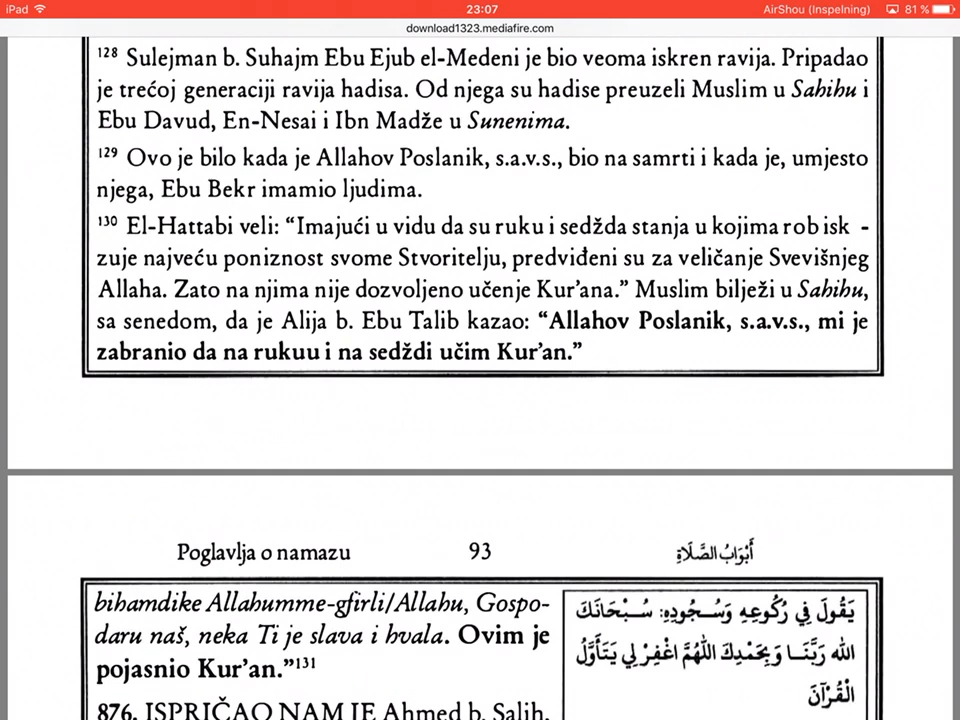 iPad 23:07 AirShou (Inspelning) 81 %
download1323.mediafire.com
128 Sulejman b. Suhajm Ebu Ejub el-Medeni je bio veoma iskren ravija. Pripadao
je trećoj generaciji ravija hadisa. Od njega su hadise preuzeli Muslim u Sahihu i
Ebu Davud, En-Nesai i Ibn Madže u Sunenima.
129 Ovo je bilo kada je Allahov Poslanik, s.a.v.s., bio na samrti i kada je, umjesto
njega, Ebu Bekr imamio ljudima.
130 El-Hattabi veli: “Imajući u vidu da su ruku i sedžda stanja u kojima rob isk -
zuje najveću poniznost svome Stvoritelju, predviđeni su za veličanje Svevišnjeg
Allaha. Zato na njima nije dozvoljeno učenje Kur’ana.” Muslim bilježi u Sahihu,
sa senedom, da je Alija b. Ebu Talib kazao: “Allahov Poslanik, s.a.v.s., mi je
zabranio da na rukuu i na sedždi učim Kur’an.”
Poglavlja o namazu 93 أَبْوَابُ الصَّلَاةِ
bihamdike Allahumme-gfirli/Allahu, Gospo-
daru naš, neka Ti je slava i hvala. Ovim je
pojasnio Kur’an.”131
876. ISPRIČAO NAM JE Ahmed b. Salih,
يَقُولَ فِي رُكُوعِهِ وَسُجُودِهِ: سُبْحَانَكَ
الله رَبَّنَا وَبِحَمْدِكَ اللَّهُمَّ اغْفِرْ لِي يَتَأَوَّلُ
الْقُرْآنَ